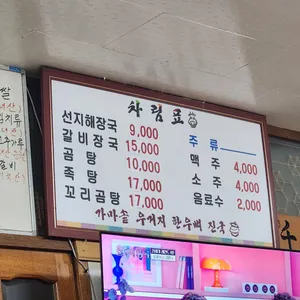 차림표
선지해장국 9,000
갈비장국 15,000
곰탕 10,000
족탕 17,000
꼬리곰탕 17,000
주류
맥주 4,000
소주 4,000
음료수 2,000
가마솥 우거지 한우뼈 진국